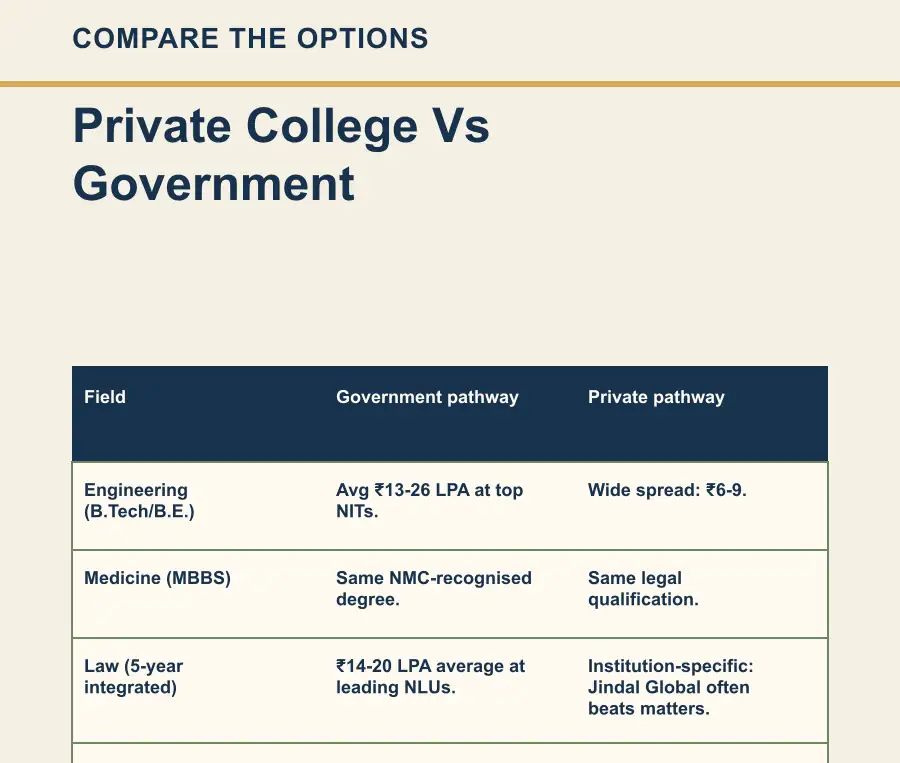 COMPARE THE OPTIONS
Private College Vs
Government
Field
Government pathway
Private pathway
Engineering
(B.Tech/B.E.)
Avg ₹13-26 LPA at top
NITs.
Wide spread: ₹6-9.
Medicine (MBBS)
Same NMC-recognised
degree.
Same legal
qualification.
Law (5-year
integrated)
₹14-20 LPA average at
leading NLUs.
Institution-specific:
Jindal Global often
beats matters.